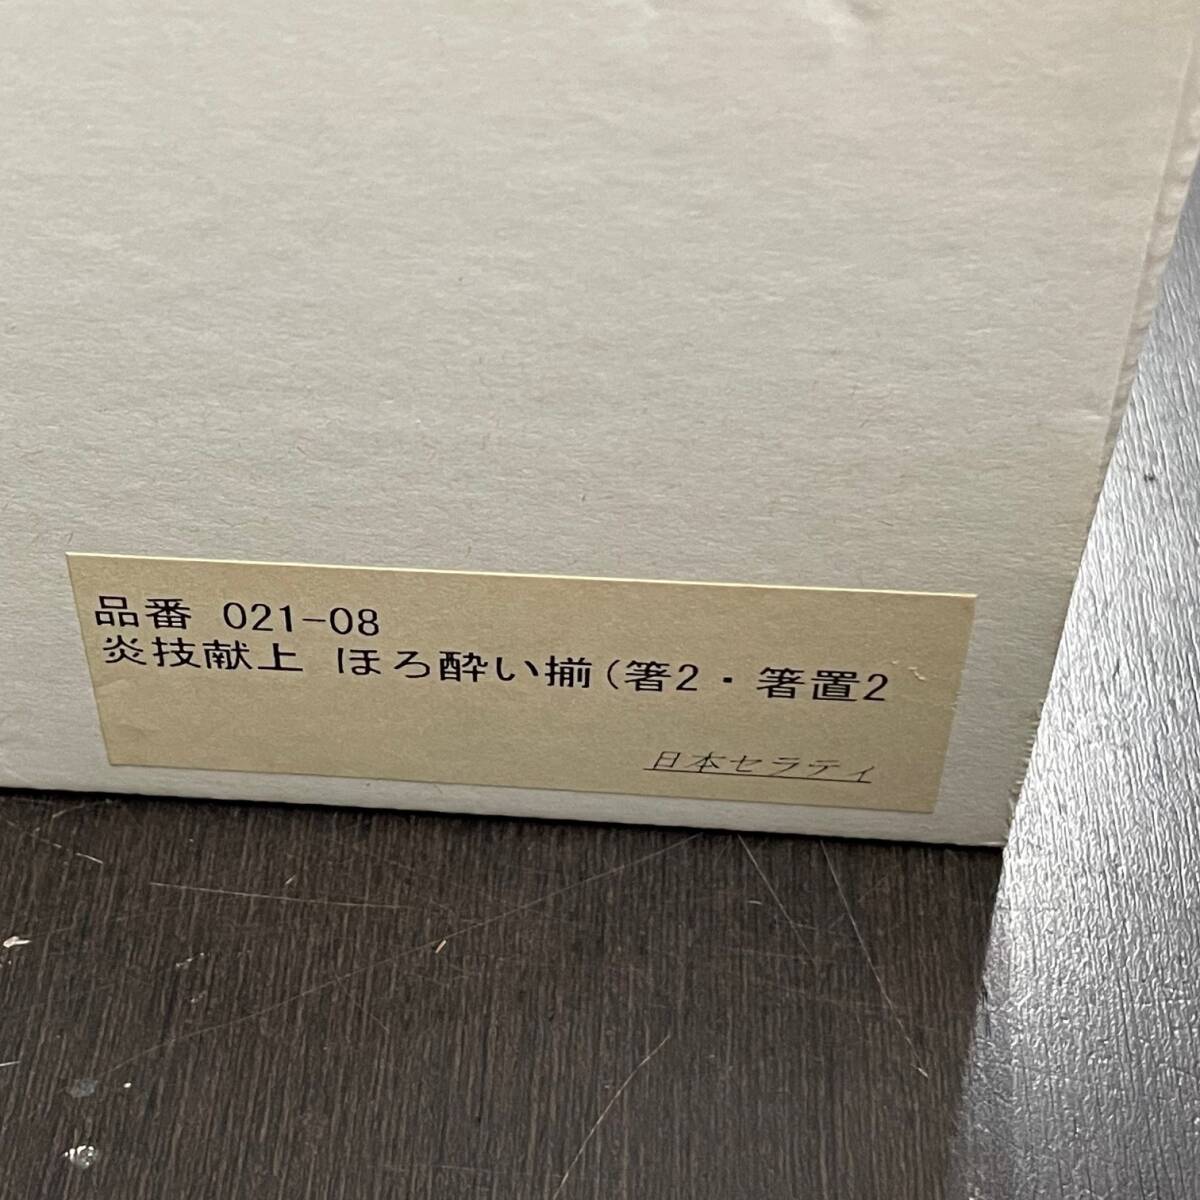 品番 021-08
炎技献上 ほろ酔い揃(箸2・箸置2
日本セラティ